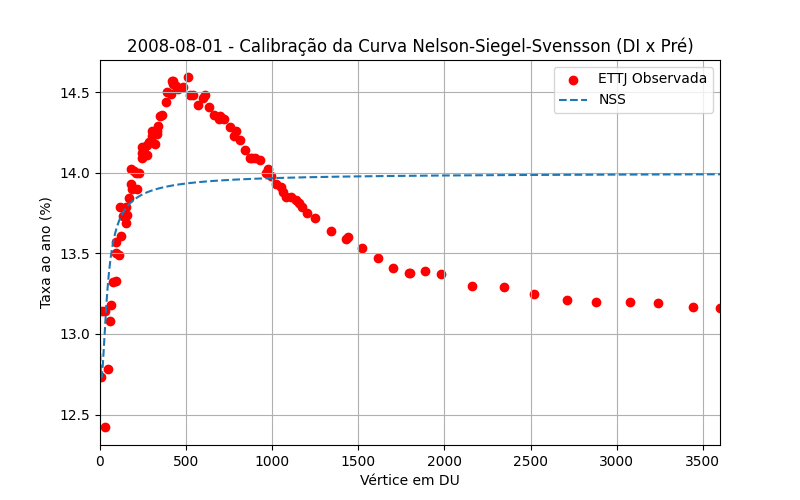 2008-08-01 - Calibração da Curva Nelson-Siegel-Svensson (DI x Pré)
ETTJ Observada
NSS
Taxa ao ano (%)
14.5
14.0
13.5
13.0
12.5
0 500 1000 1500 2000 2500 3000 3500
Vértice em DU